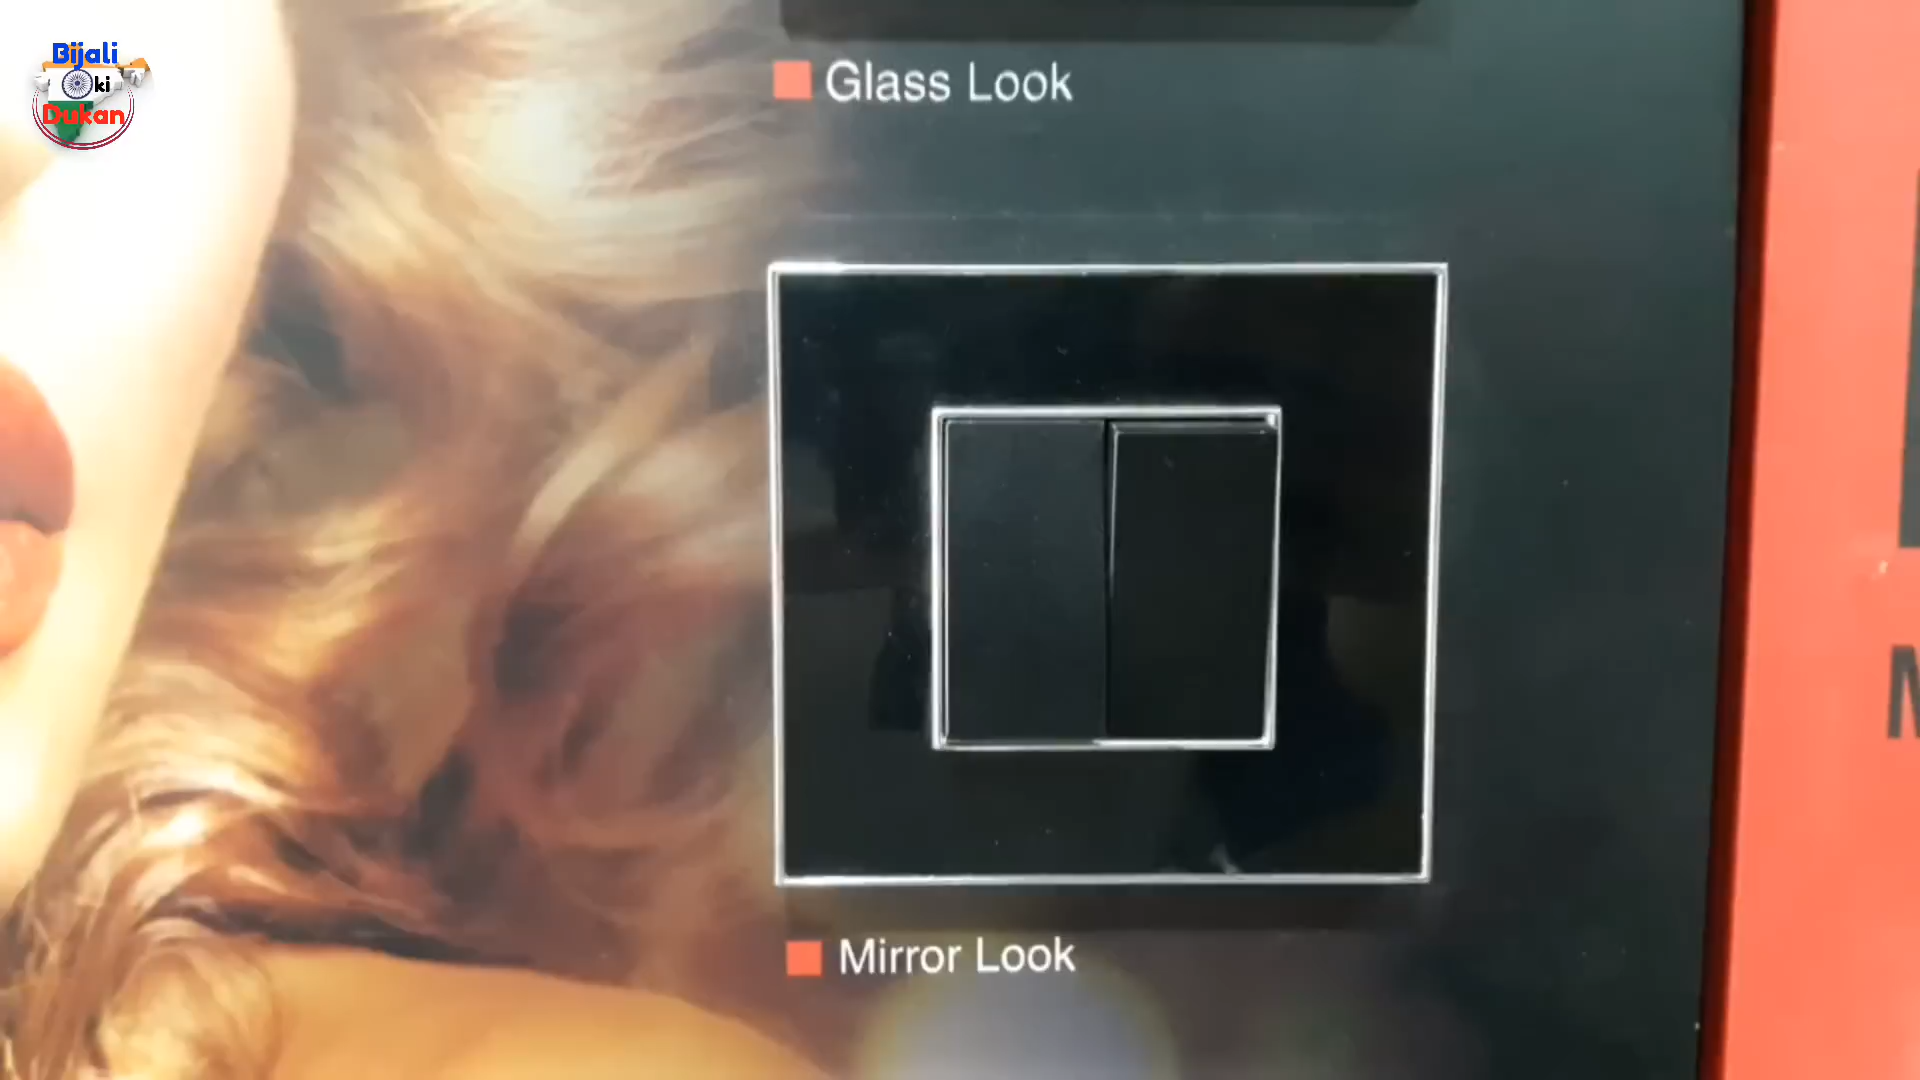 Bijali
ki
Dukan
Glass Look
Mirror Look